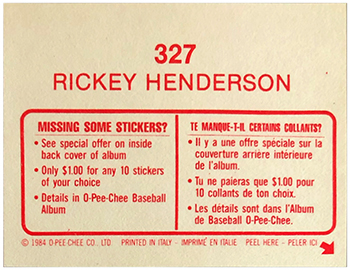 327
RICKEY HENDERSON
MISSING SOME STICKERS?
• See special offer on inside
back cover of album
• Only $1.00 for any 10 stickers
of your choice
• Details in O-Pee-Chee Baseball
Album
TE MANQUE-T-IL CERTAINS COLLANTS?
• Il y a une offre spéciale sur la
couverture arrière intérieure
de l'album.
• Tu ne paieras que $1.00 pour
10 collants de ton choix.
• Les détails sont dans l'Album
de Baseball O-Pee-Chee
© 1984 O-PEE-CHEE CO., LTD. PRINTED IN ITALY - IMPRIMÉ EN ITALIE PEEL HERE - PELER ICI